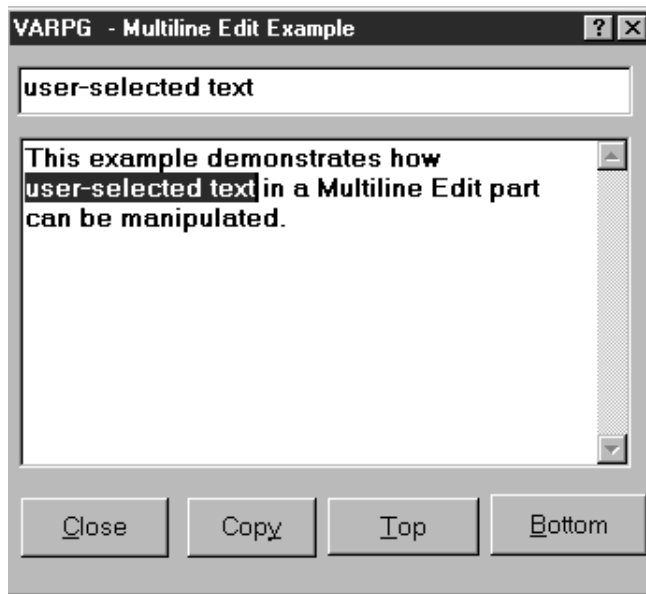 VARPG - Multiline Edit Example
user-selected text
This example demonstrates how
user-selected text in a Multiline Edit part
can be manipulated.
Close Copy Top Bottom